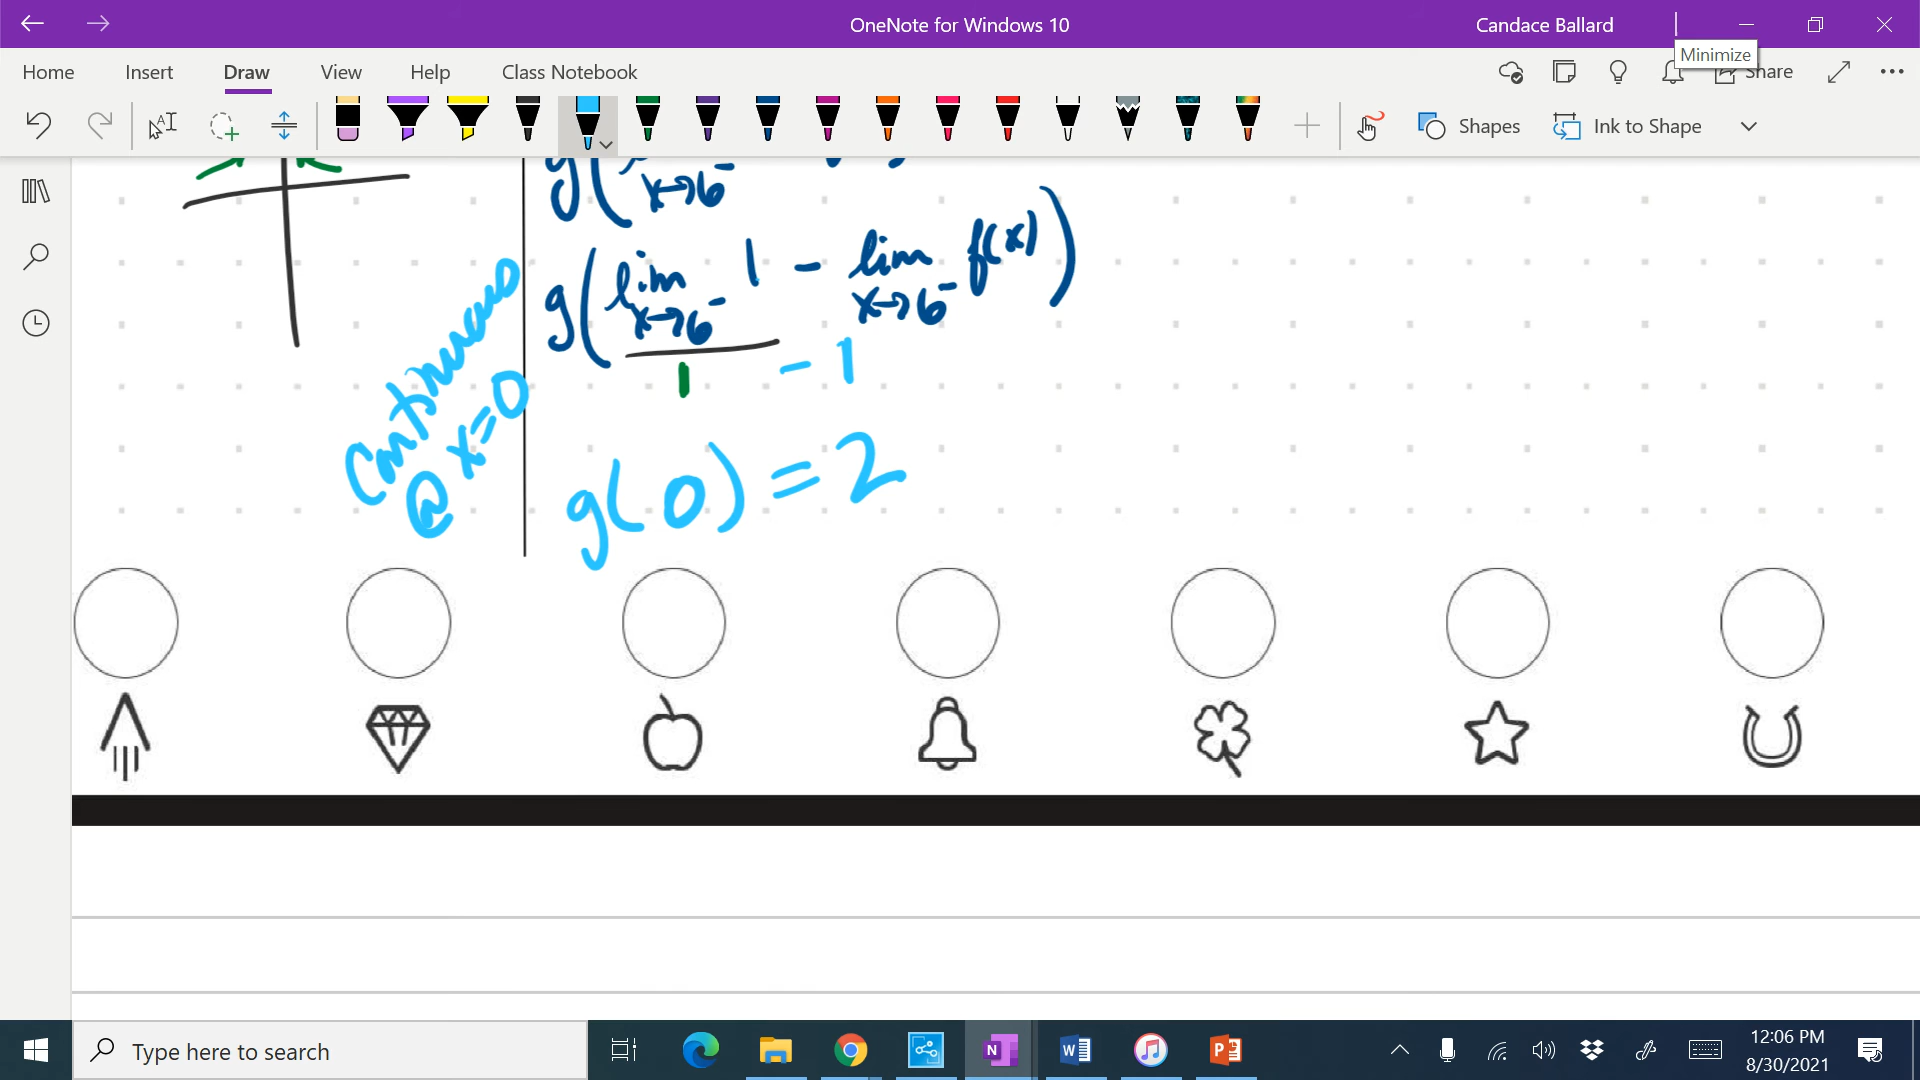 OneNote for Windows 10
Candace Ballard
Minimize
Home Insert Draw View Help Class Notebook
Share
Shapes Ink to Shape
x→6⁻
g(lim 1 - lim f(x))
x→6⁻ x→6⁻
1 - 1
Continuous
@ x=0
g(0) = 2
Type here to search
12:06 PM
8/30/2021